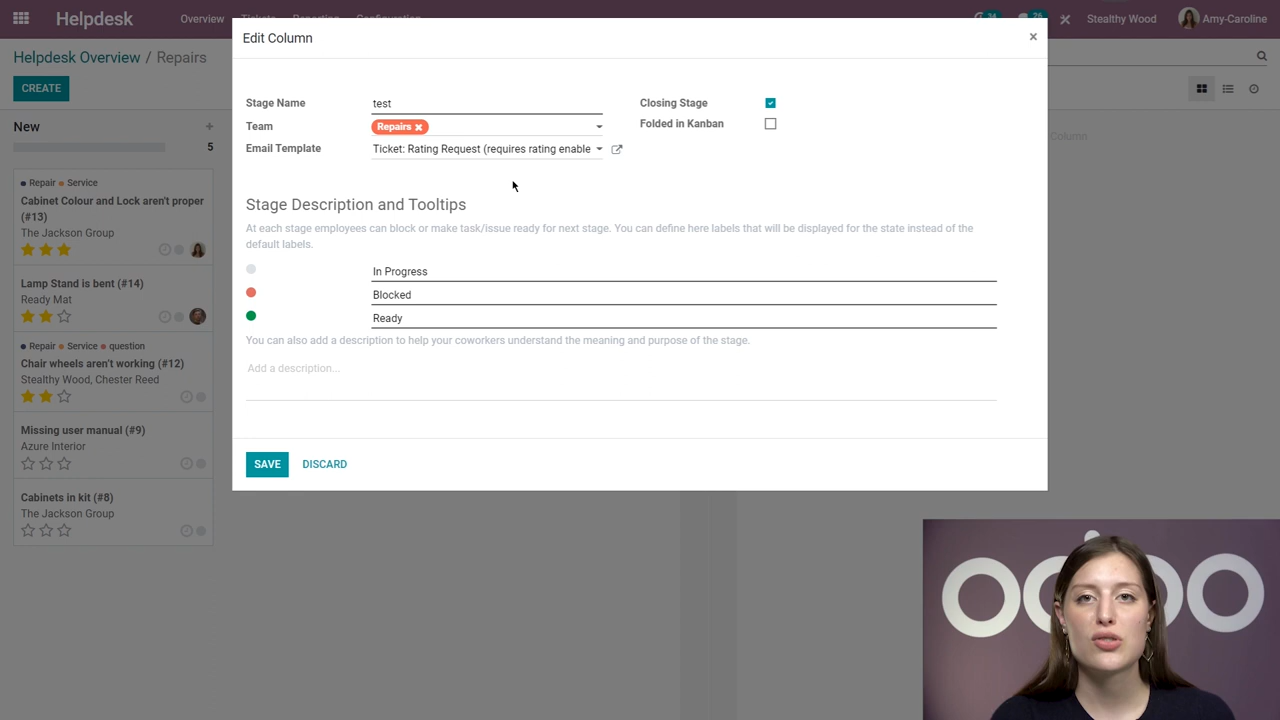 Helpdesk
Overview
Tickets
Reporting
Configuration
34
76
Stealthy Wood
Amy-Caroline
Helpdesk Overview / Repairs
CREATE
Edit Column
×
Stage Name
test
Closing Stage
Team
Repairs ×
Folded in Kanban
Email Template
Ticket: Rating Request (requires rating enable
Stage Description and Tooltips
At each stage employees can block or make task/issue ready for next stage. You can define here labels that will be displayed for the state instead of the
default labels.
In Progress
Blocked
Ready
You can also add a description to help your coworkers understand the meaning and purpose of the stage.
Add a description...
SAVE
DISCARD
New
+
5
Repair
Service
Cabinet Colour and Lock aren't proper
(#13)
The Jackson Group
Lamp Stand is bent (#14)
Ready Mat
Repair
Service
question
Chair wheels aren't working (#12)
Stealthy Wood, Chester Reed
Missing user manual (#9)
Azure Interior
Cabinets in kit (#8)
The Jackson Group
Column
odoo